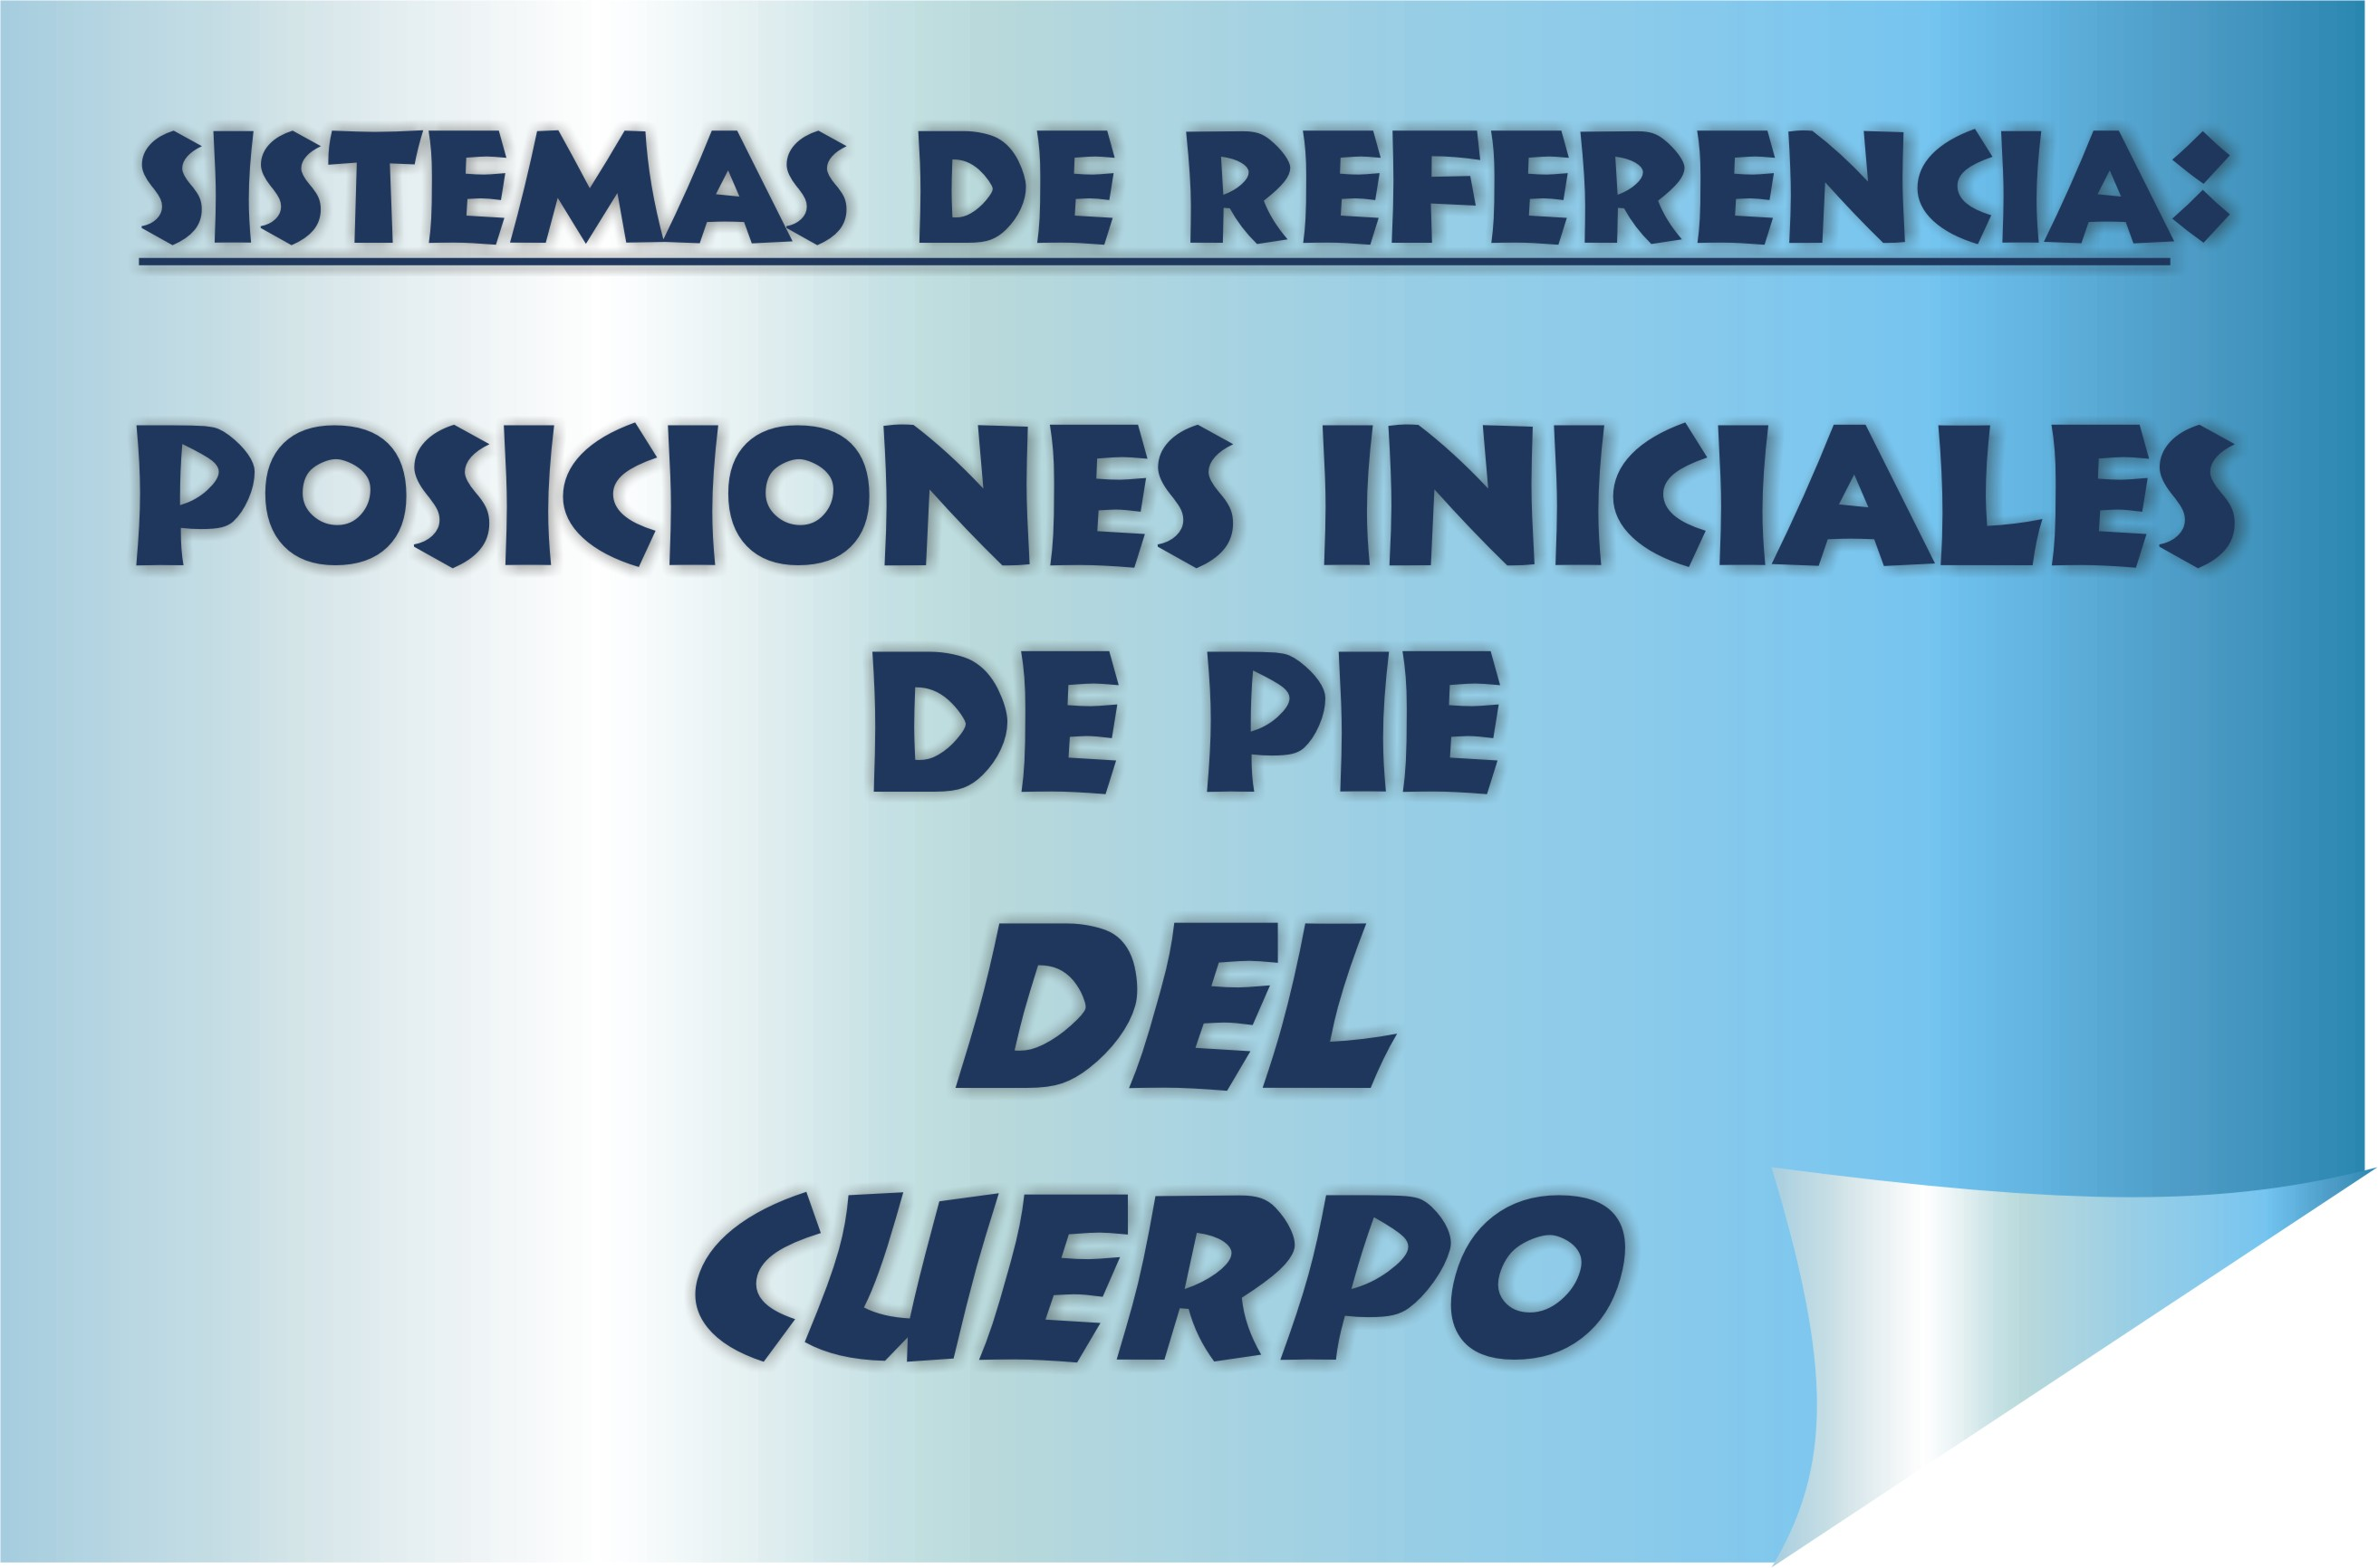 SISTEMAS DE REFERENCIA:
POSICIONES INICIALES
DE PIE
DEL
CUERPO